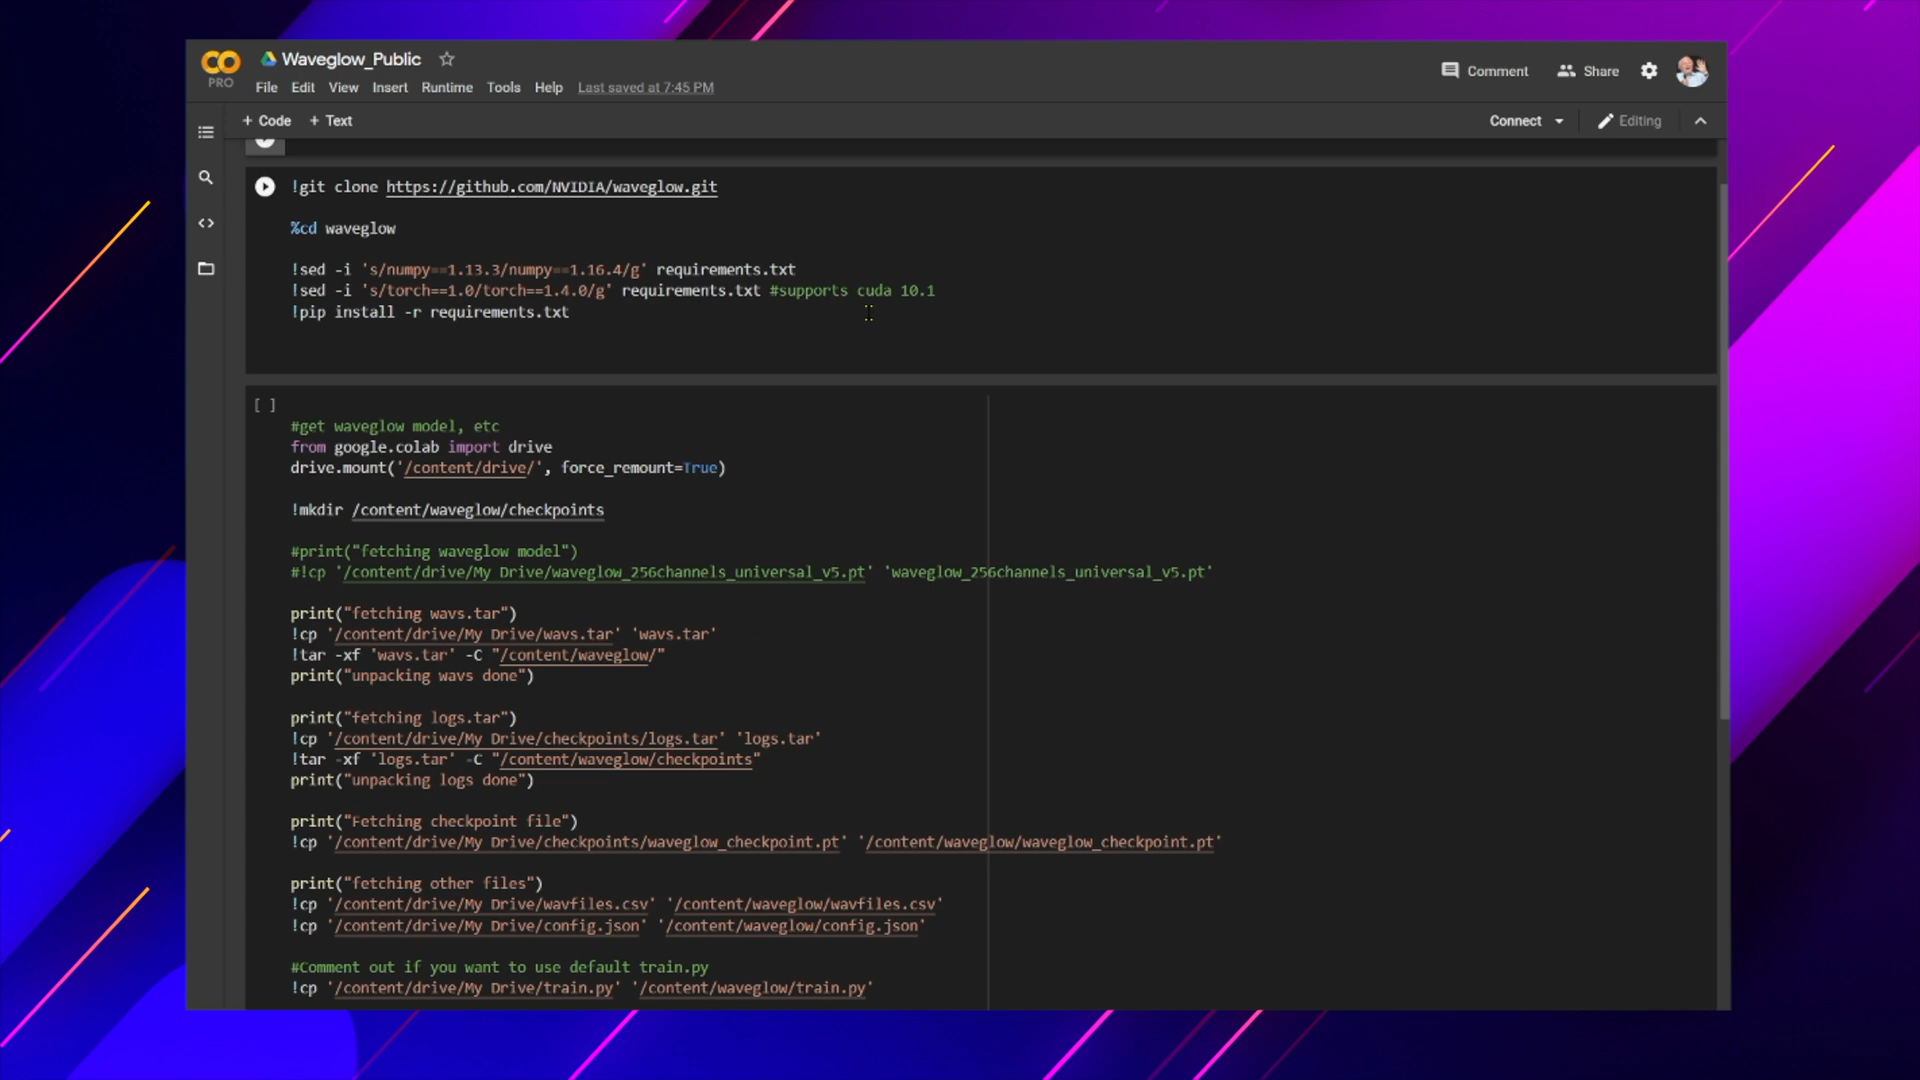 PRO
Waveglow_Public
File Edit View Insert Runtime Tools Help Last saved at 7:45 PM
Comment Share
+ Code + Text
Connect Editing
!git clone https://github.com/NVIDIA/waveglow.git
%cd waveglow
!sed -i 's/numpy==1.13.3/numpy==1.16.4/g' requirements.txt
!sed -i 's/torch==1.0/torch==1.4.0/g' requirements.txt #supports cuda 10.1
!pip install -r requirements.txt
[ ]
#get waveglow model, etc
from google.colab import drive
drive.mount('/content/drive/', force_remount=True)
!mkdir /content/waveglow/checkpoints
#print("fetching waveglow model")
#!cp '/content/drive/My Drive/waveglow_256channels_universal_v5.pt' 'waveglow_256channels_universal_v5.pt'
print("fetching wavs.tar")
!cp '/content/drive/My Drive/wavs.tar' 'wavs.tar'
!tar -xf 'wavs.tar' -C "/content/waveglow/"
print("unpacking wavs done")
print("fetching logs.tar")
!cp '/content/drive/My Drive/checkpoints/logs.tar' 'logs.tar'
!tar -xf 'logs.tar' -C "/content/waveglow/checkpoints"
print("unpacking logs done")
print("Fetching checkpoint file")
!cp '/content/drive/My Drive/checkpoints/waveglow_checkpoint.pt' '/content/waveglow/waveglow_checkpoint.pt'
print("fetching other files")
!cp '/content/drive/My Drive/wavfiles.csv' '/content/waveglow/wavfiles.csv'
!cp '/content/drive/My Drive/config.json' '/content/waveglow/config.json'
#Comment out if you want to use default train.py
!cp '/content/drive/My Drive/train.py' '/content/waveglow/train.py'